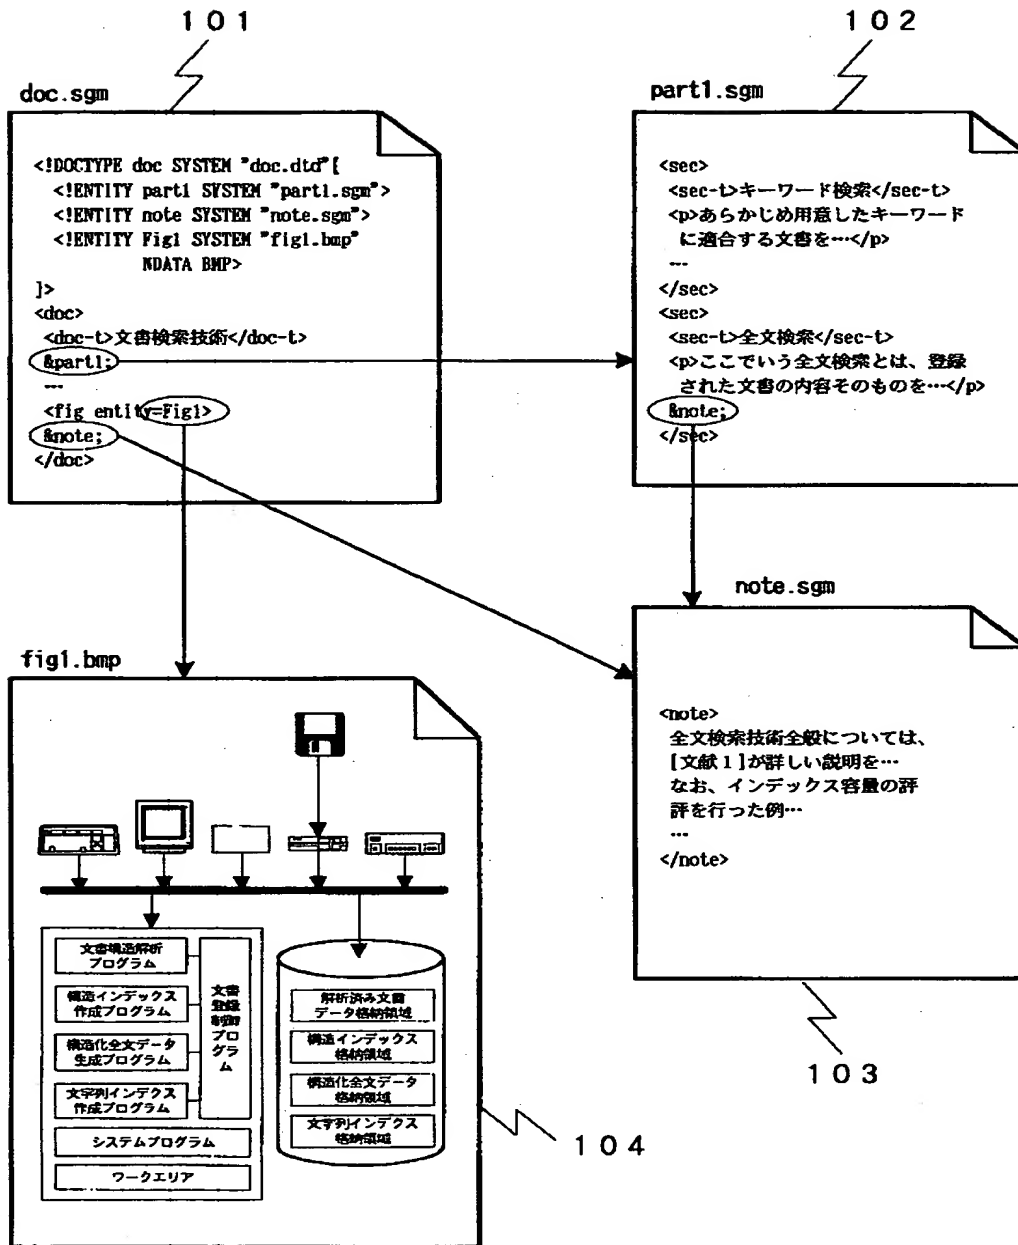 101
doc.sgm
<!DOCTYPE doc SYSTEM "doc.dtd"[
<!ENTITY part1 SYSTEM "part1.sgm">
<!ENTITY note SYSTEM "note.sgm">
<!ENTITY Fig1 SYSTEM "fig1.bmp"
NDATA BMP>
]>
<doc>
<doc-t>文書検索技術</doc-t>
&part1;
…
<fig entity=Fig1>
&note;
</doc>
102
part1.sgm
<sec>
<sec-t>キーワード検索</sec-t>
<p>あらかじめ用意したキーワード
に適合する文書を…</p>
…
</sec>
<sec>
<sec-t>全文検索</sec-t>
<p>ここでいう全文検索とは、登録
された文書の内容そのものを…</p>
&note;
</sec>
note.sgm
<note>
全文検索技術全般については、
[文献1]が詳しい説明を…
なお、インデックス容量の評
評を行った例…
…
</note>
103
fig1.bmp
文書構造解析
プログラム
構造インデックス
作成プログラム
構造化全文データ
生成プログラム
文字列インデクス
作成プログラム
文書
登録
制御
プロ
グラ
ム
システムプログラム
ワークエリア
解析済み文書
データ格納領域
構造インデックス
格納領域
構造化全文データ
格納領域
文字列インデクス
格納領域
104